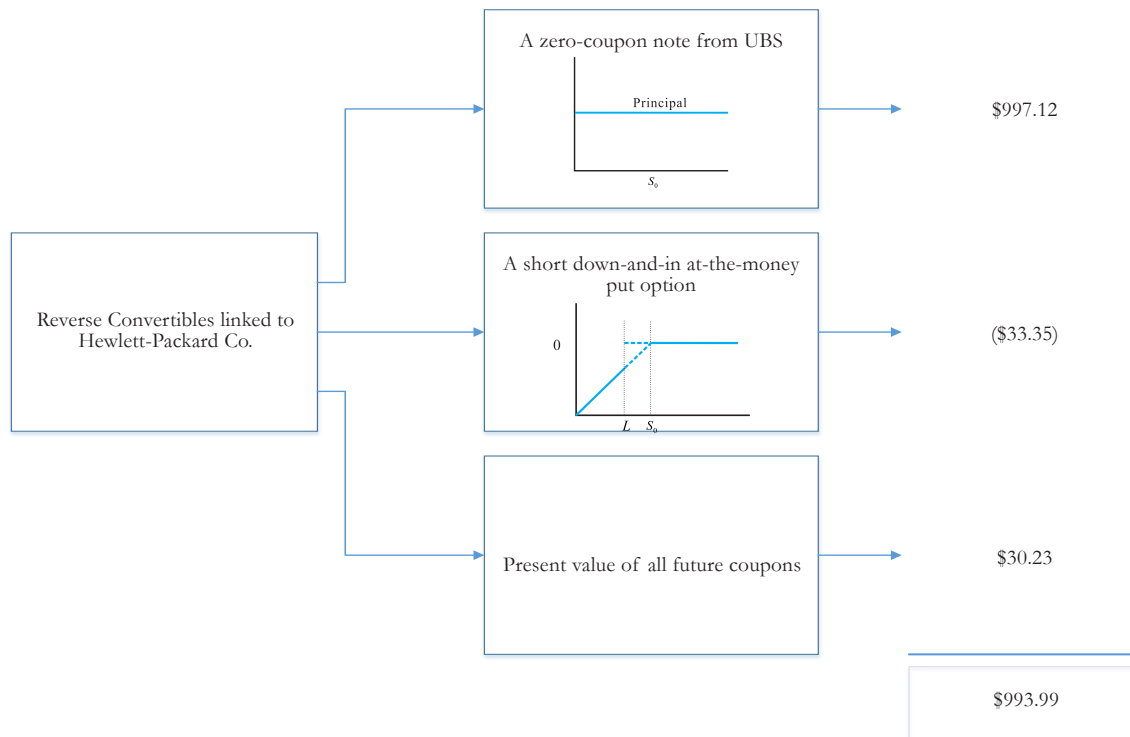 A zero-coupon note from UBS
Principal
S₀
$997.12
Reverse Convertibles linked to
Hewlett-Packard Co.
A short down-and-in at-the-money
put option
0
L S₀
($33.35)
Present value of all future coupons
$30.23
$993.99